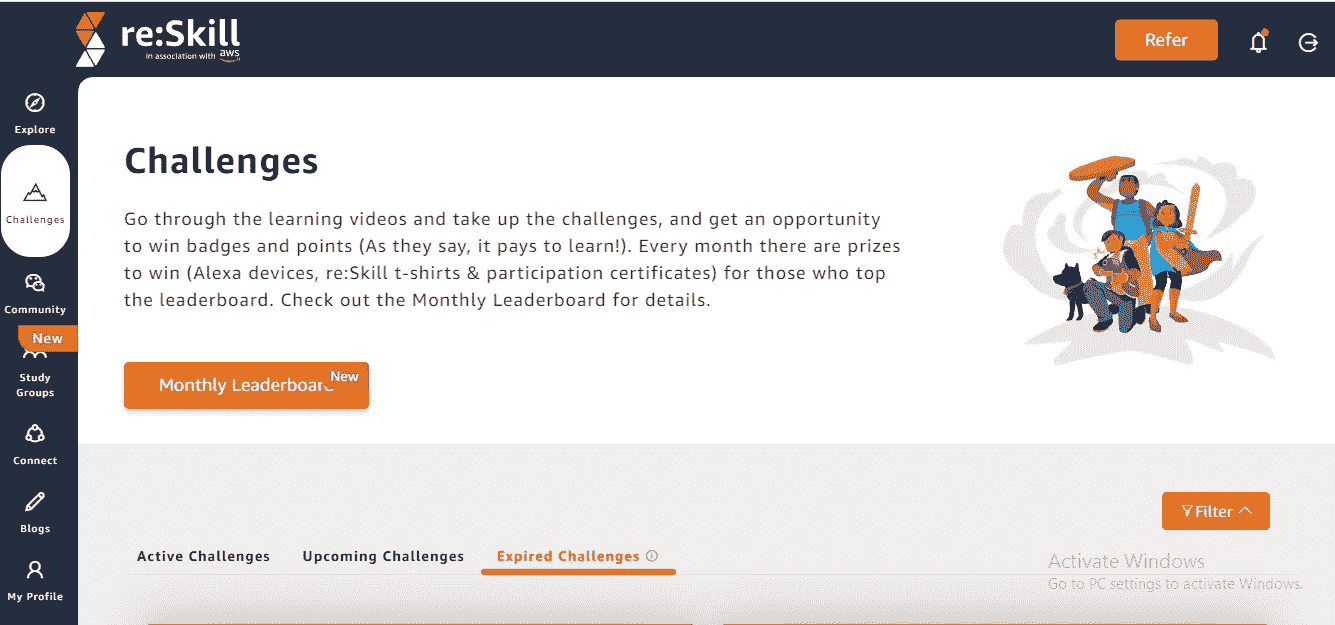 re:Skill
in association with aws
Refer
Explore
Challenges
Community
New
Study
Groups
Connect
Blogs
My Profile
Challenges
Go through the learning videos and take up the challenges, and get an opportunity
to win badges and points (As they say, it pays to learn!). Every month there are prizes
to win (Alexa devices, re:Skill t-shirts & participation certificates) for those who top
the leaderboard. Check out the Monthly Leaderboard for details.
Monthly Leaderboard
New
Filter
Active Challenges Upcoming Challenges Expired Challenges
Activate Windows
Go to PC settings to activate Windows.